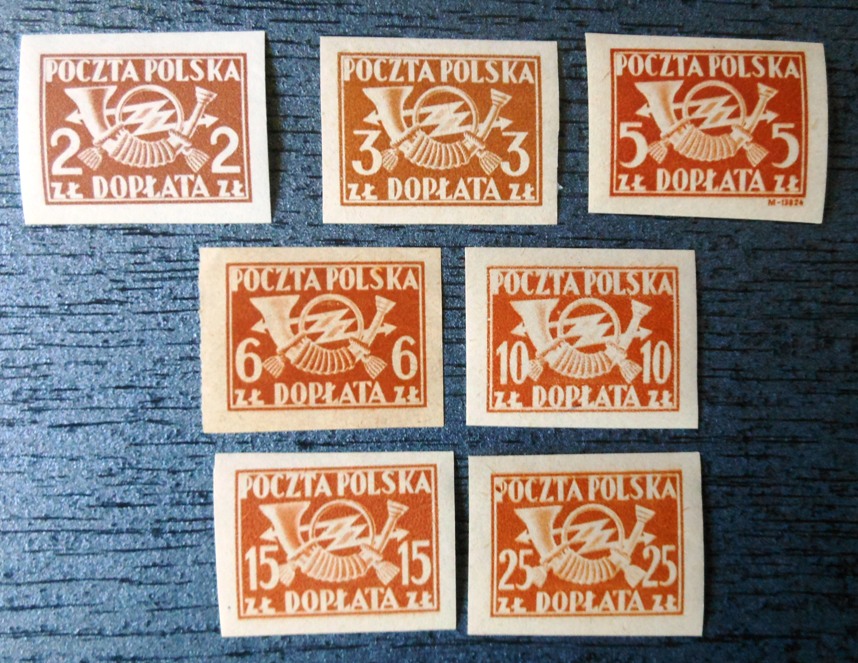 POCZTA POLSKA
2 2
ZŁ DOPŁATA ZŁ
POCZTA POLSKA
3 3
ZŁ DOPŁATA ZŁ
POCZTA POLSKA
5 5
ZŁ DOPŁATA ZŁ
M-13824
POCZTA POLSKA
6 6
ZŁ DOPŁATA ZŁ
POCZTA POLSKA
10 10
ZŁ DOPŁATA ZŁ
POCZTA POLSKA
15 15
ZŁ DOPŁATA ZŁ
POCZTA POLSKA
25 25
ZŁ DOPŁATA ZŁ